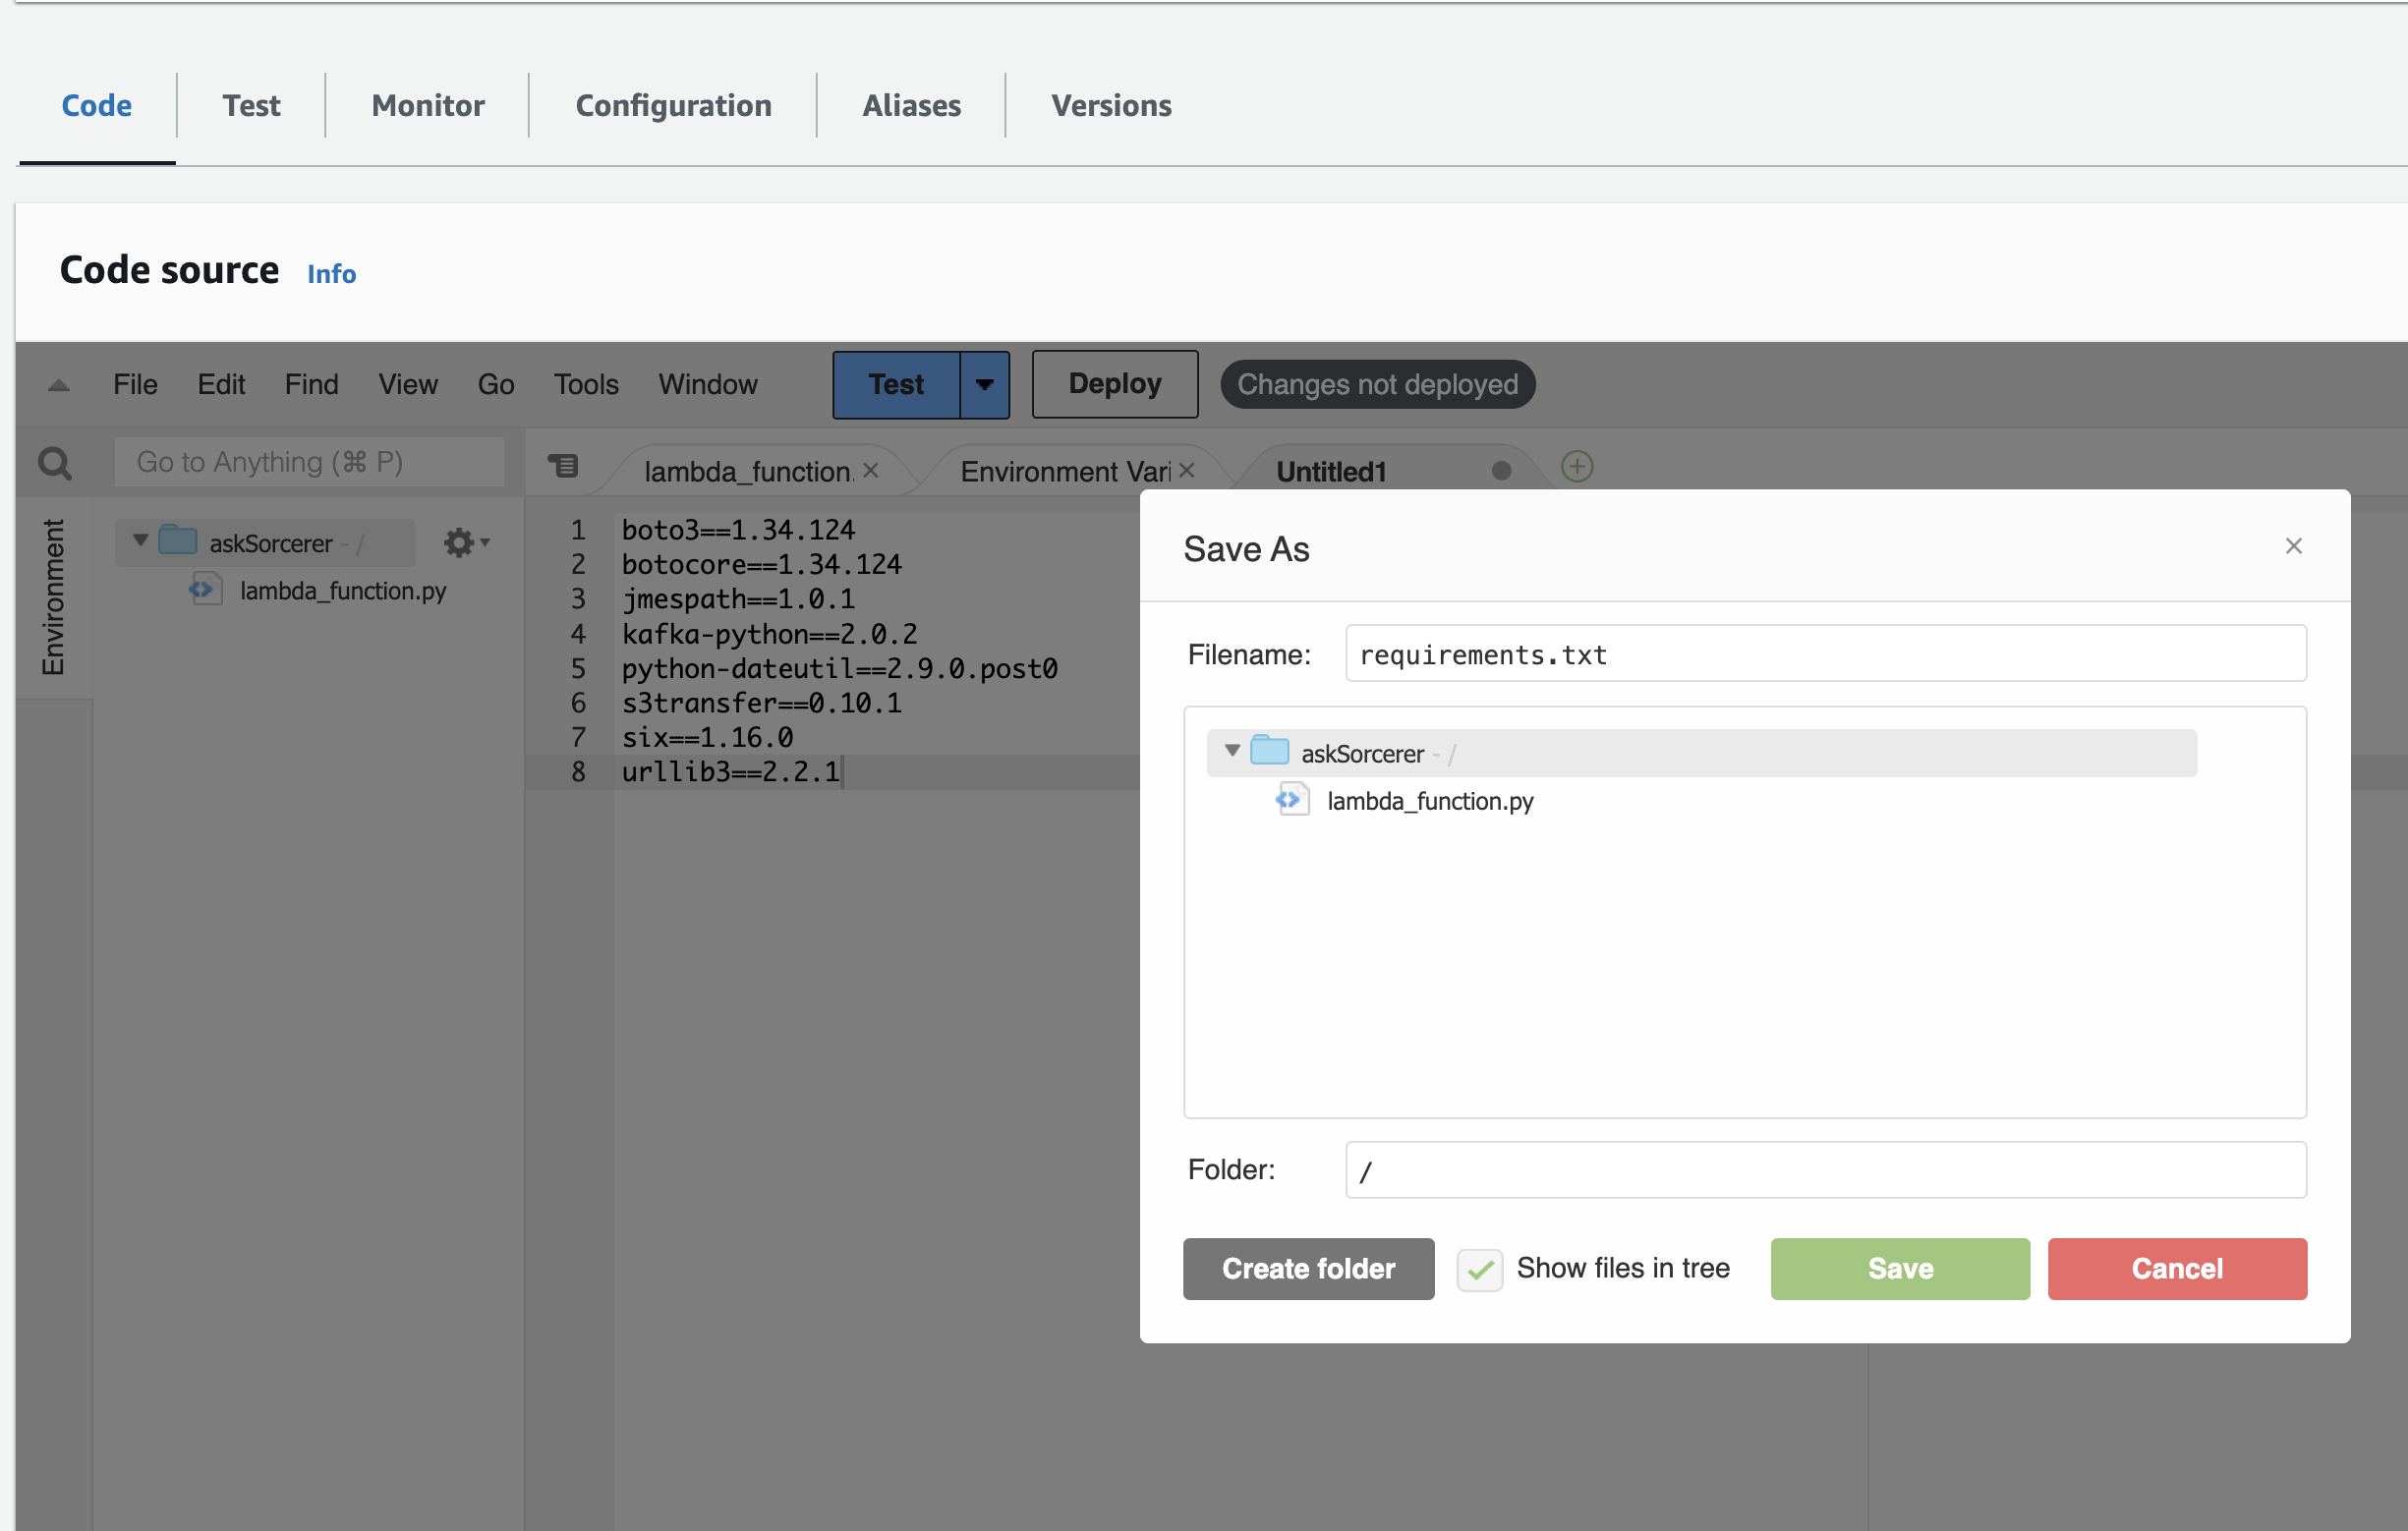 Code
Test
Monitor
Configuration
Aliases
Versions
Code source Info
File Edit Find View Go Tools Window Test Deploy Changes not deployed
Go to Anything (⌘ P)
lambda_function.
Environment Vari
Untitled1
Environment
askSorcerer - /
lambda_function.py
1 boto3==1.34.124
2 botocore==1.34.124
3 jmespath==1.0.1
4 kafka-python==2.0.2
5 python-dateutil==2.9.0.post0
6 s3transfer==0.10.1
7 six==1.16.0
8 urllib3==2.2.1
Save As
Filename: requirements.txt
askSorcerer - /
lambda_function.py
Folder: /
Create folder
Show files in tree
Save
Cancel